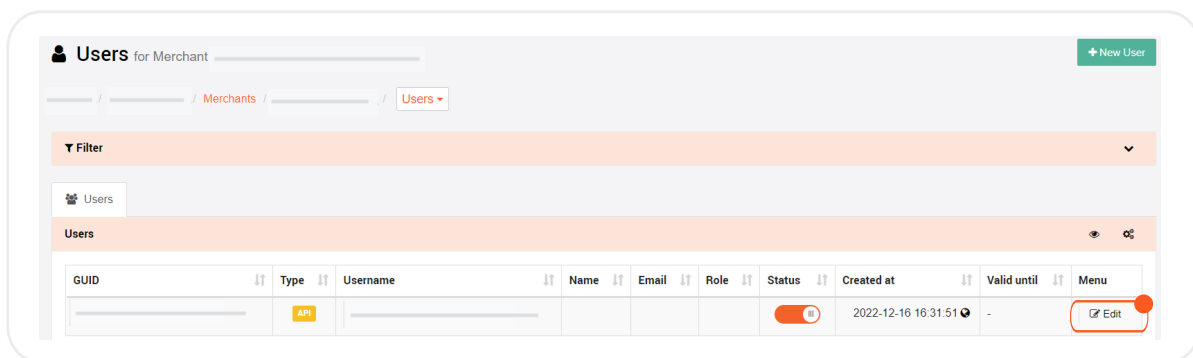 Users for Merchant
+ New User
/ / Merchants / / Users
Filter
Users
Users
GUID Type Username Name Email Role Status Created at Valid until Menu
API 2022-12-16 16:31:51 - Edit